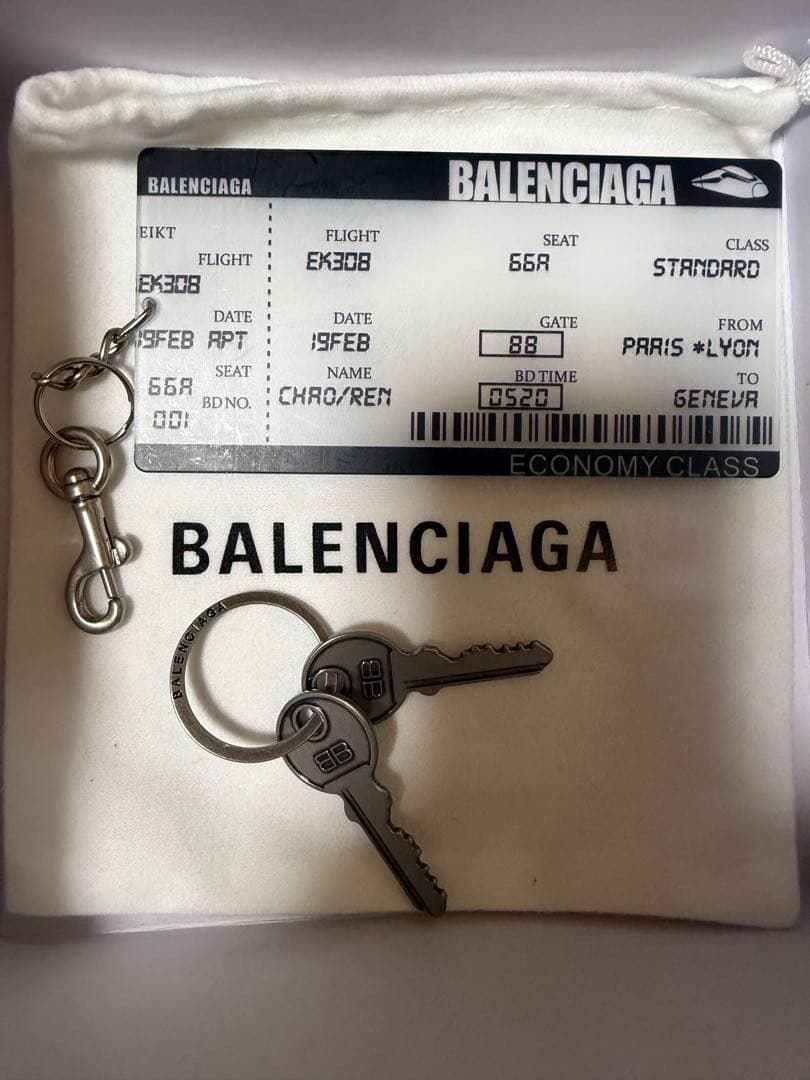 BALENCIAGA
BALENCIAGA
EIKT
FLIGHT
EK308
DATE
19FEB APT
SEAT
66A
BD NO.
001
FLIGHT
EK308
SEAT
66A
CLASS
STANDARD
DATE
19FEB
GATE
88
FROM
PARIS *LYON
NAME
CHAO/REN
BD TIME
0520
TO
GENEVA
ECONOMY CLASS
BALENCIAGA
BALENCIAGA
BB
BB